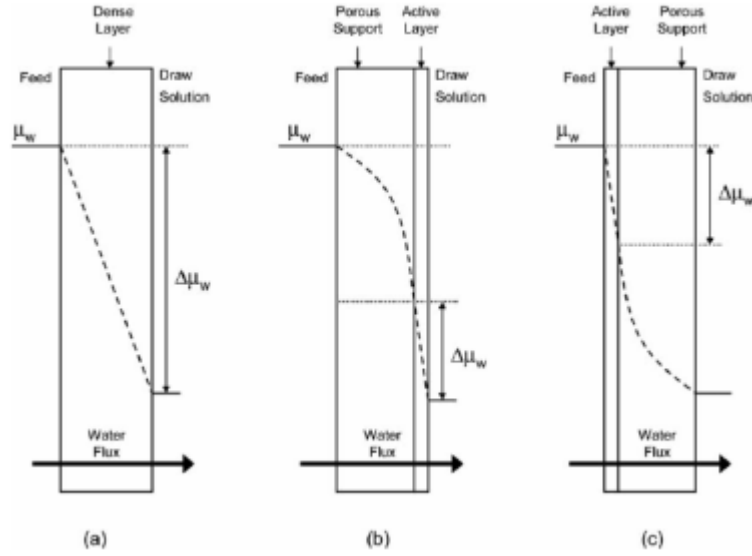 Dense
Layer
Feed
Draw
Solution
μw
Δμw
Water
Flux
(a)
Porous
Support
Active
Layer
Feed
Draw
Solution
μw
Δμw
Water
Flux
(b)
Active
Layer
Porous
Support
Feed
Draw
Solution
μw
Δμw
Water
Flux
(c)